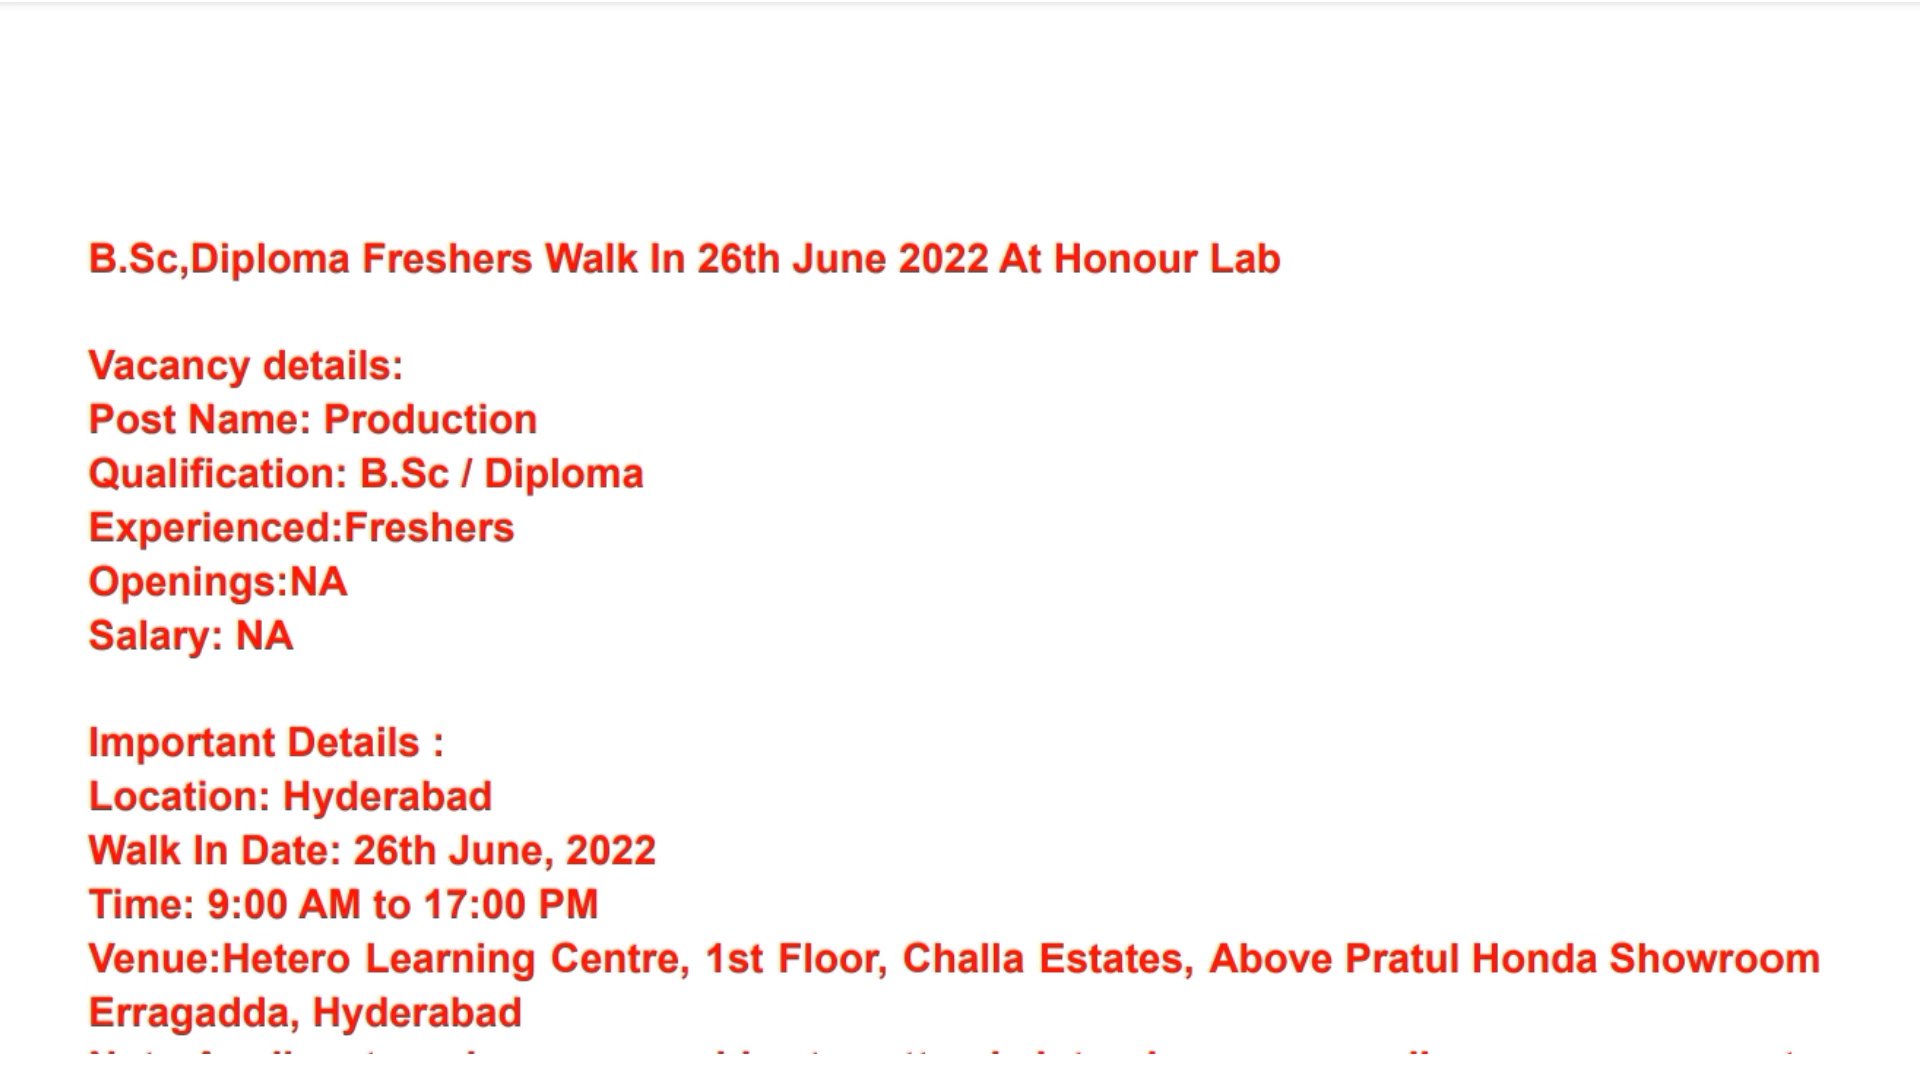 B.Sc,Diploma Freshers Walk In 26th June 2022 At Honour Lab
Vacancy details:
Post Name: Production
Qualification: B.Sc / Diploma
Experienced:Freshers
Openings:NA
Salary: NA
Important Details :
Location: Hyderabad
Walk In Date: 26th June, 2022
Time: 9:00 AM to 17:00 PM
Venue:Hetero Learning Centre, 1st Floor, Challa Estates, Above Pratul Honda Showroom
Erragadda, Hyderabad